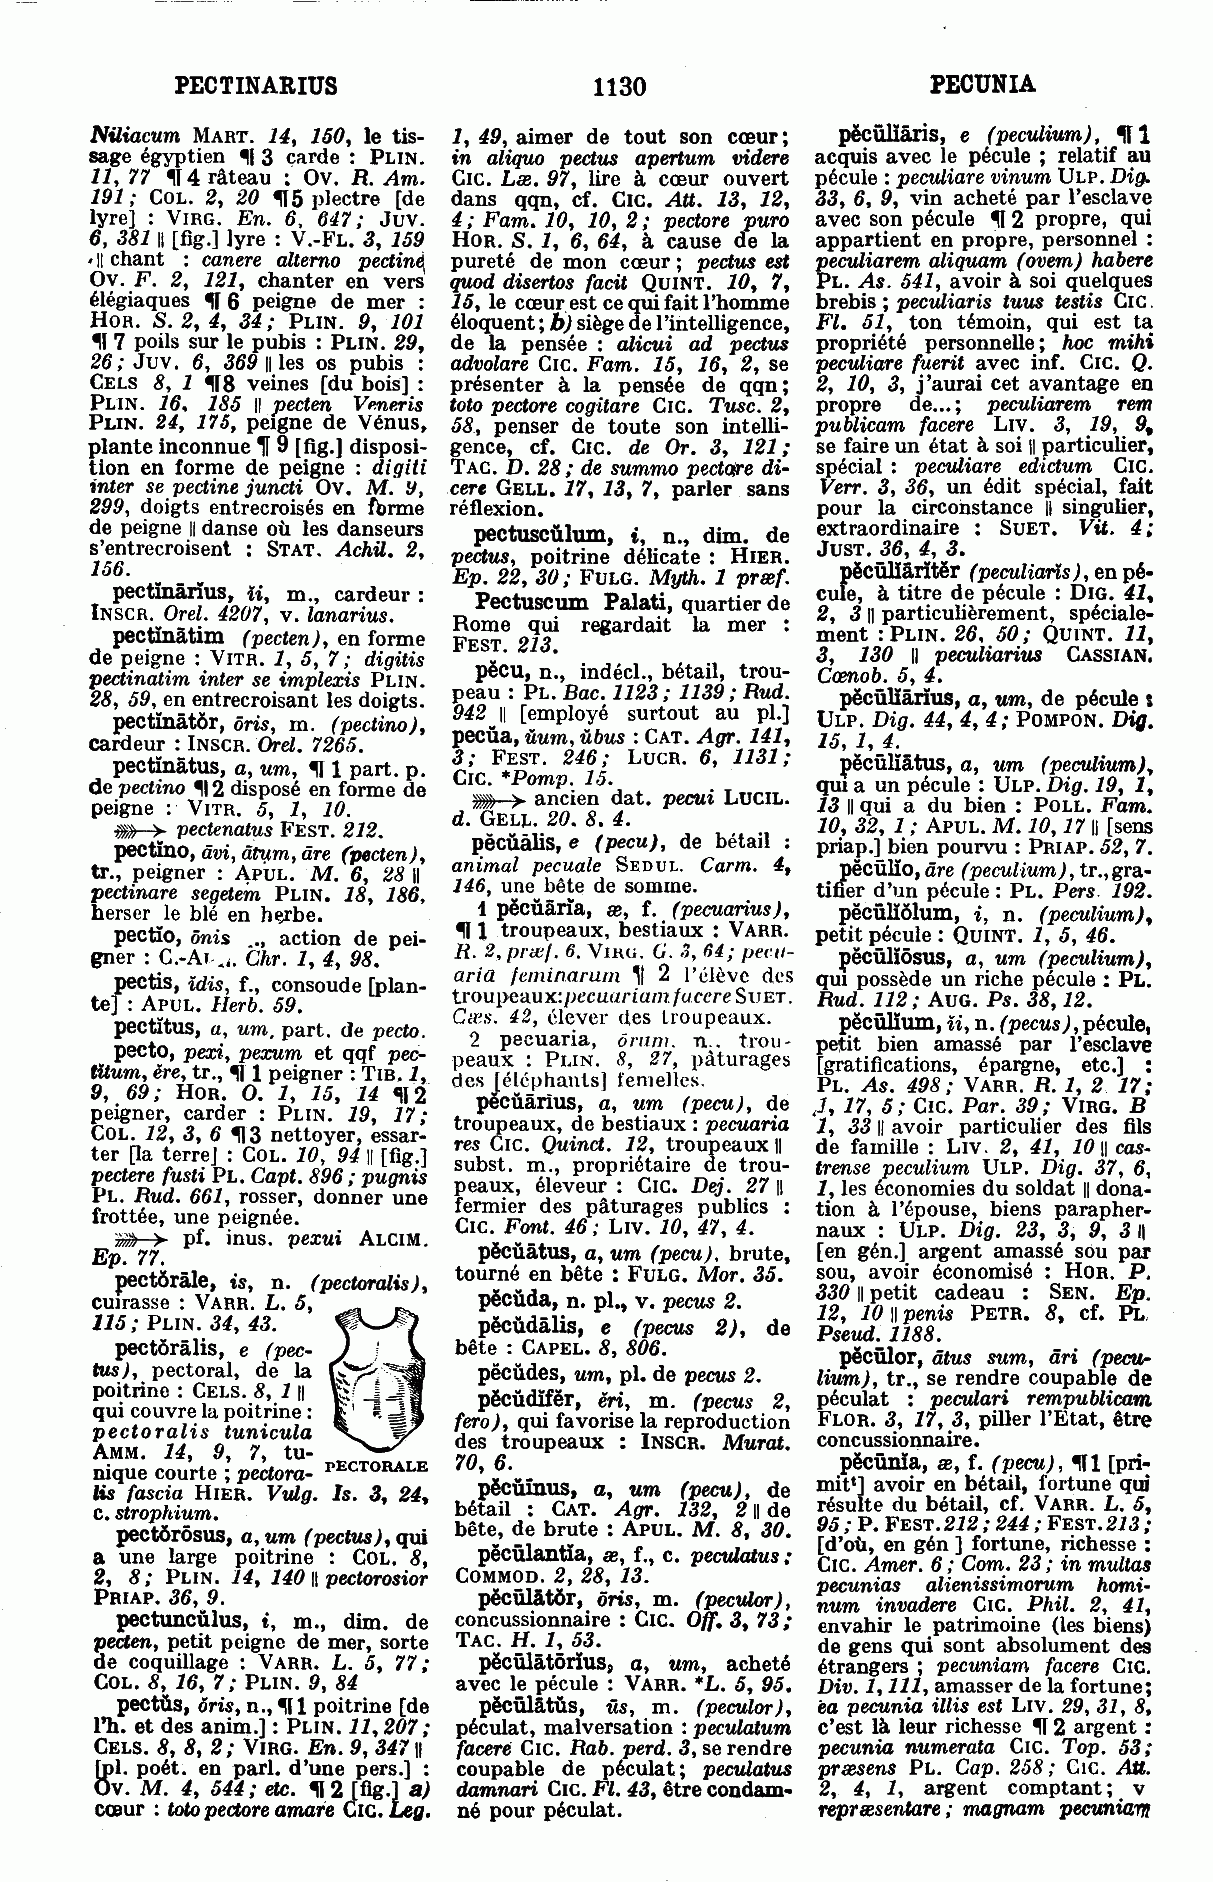 PECTINARIUS
1130
PECUNIA
Niliacum MART. 14, 150, le tis-
sage égyptien ¶ 3 carde : PLIN.
11, 77 ¶ 4 râteau : OV. R. Am.
191; COL. 2, 20 ¶ 5 plectre [de
lyre] : VIRG. En. 6, 647; JUV.
6, 381 || [fig.] lyre : V.-FL. 3, 159
|| chant : canere alterno pectine
OV. F. 2, 121, chanter en vers
élégiaques ¶ 6 peigne de mer :
HOR. S. 2, 4, 34; PLIN. 9, 101
¶ 7 poils sur le pubis : PLIN. 29,
26; JUV. 6, 369 || les os pubis :
CELS 8, 1 ¶ 8 veines [du bois] :
PLIN. 16, 185 || pecten Veneris
PLIN. 24, 175, peigne de Vénus,
plante inconnue ¶ 9 [fig.] disposi-
tion en forme de peigne : digiti
inter se pectine juncti OV. M. 9,
299, doigts entrecroisés en forme
de peigne || danse où les danseurs
s'entrecroisent : STAT. Achil. 2,
156.
pectĭnārĭus, ĭi, m., cardeur :
INSCR. Orel. 4207, v. lanarius.
pectĭnātim (pecten), en forme
de peigne : VITR. 1, 5, 7; digitis
pectinatim inter se implexis PLIN.
28, 59, en entrecroisant les doigts.
pectĭnātŏr, ōris, m. (pectino),
cardeur : INSCR. Orel. 7265.
pectĭnātus, a, um, ¶ 1 part. p.
de pectino ¶ 2 disposé en forme de
peigne : VITR. 5, 1, 10.
➳ pectenatus FEST. 212.
pectĭno, āvi, ātum, āre (pecten),
tr., peigner : APUL. M. 6, 28 ||
pectinare segetem PLIN. 18, 186,
herser le blé en herbe.
pectĭo, ōnis f., action de pei-
gner : C.-AUR. Chr. 1, 4, 98.
pectis, ĭdis, f., consoude [plan-
te] : APUL. Herb. 59.
pectĭtus, a, um, part. de pecto.
pecto, pexi, pexum et qqf pec-
tĭtum, ĕre, tr., ¶ 1 peigner : TIB. 1,
9, 69; HOR. O. 1, 15, 14 ¶ 2
peigner, carder : PLIN. 19, 17;
COL. 12, 3, 6 ¶ 3 nettoyer, essar-
ter [la terre] : COL. 10, 94 || [fig.]
pectere fusti PL. Capt. 896; pugnis
PL. Rud. 661, rosser, donner une
frottée, une peignée.
➳ pf. inus. pexui ALCIM.
Ep. 77.
pectŏrāle, is, n. (pectoralis),
cuirasse : VARR. L. 5,
115; PLIN. 34, 43.
pectŏrālis, e (pec-
tus), pectoral, de la
poitrine : CELS. 8, 1 ||
qui couvre la poitrine :
pectoralis tunicula
AMM. 14, 9, 7, tu-
nique courte ; pectora-
lis fascia HIER. Vulg. Is. 3, 24,
c. strophium.
PECTORALE
pectŏrōsus, a, um (pectus), qui
a une large poitrine : COL. 8,
2, 8; PLIN. 14, 140 || pectorosior
PRIAP. 36, 9.
pectuncŭlus, i, m., dim. de
pecten, petit peigne de mer, sorte
de coquillage : VARR. L. 5, 77;
COL. 8, 16, 7; PLIN. 9, 84
pectŭs, ŏris, n., ¶ 1 poitrine [de
l'h. et des anim.] : PLIN. 11, 207;
CELS. 8, 8, 2; VIRG. En. 9, 347 ||
[pl. poét. en parl. d'une pers.] :
OV. M. 4, 544; etc. ¶ 2 [fig.] a)
cœur : toto pectore amare CIC. Leg.
1, 49, aimer de tout son cœur;
in aliquo pectus apertum videre
CIC. Læ. 97, lire à cœur ouvert
dans qqn, cf. CIC. Att. 13, 12,
4; Fam. 10, 10, 2; pectore puro
HOR. S. 1, 6, 64, à cause de la
pureté de mon cœur; pectus est
quod disertos facit QUINT. 10, 7,
15, le cœur est ce qui fait l'homme
éloquent; b) siège de l'intelligence,
de la pensée : alicui ad pectus
advolare CIC. Fam. 15, 16, 2, se
présenter à la pensée de qqn;
toto pectore cogitare CIC. Tusc. 2,
58, penser de toute son intelli-
gence, cf. CIC. de Or. 3, 121;
TAC. D. 28; de summo pectore di-
cere GELL. 17, 13, 7, parler sans
réflexion.
pectuscŭlum, i, n., dim. de
pectus, poitrine délicate : HIER.
Ep. 22, 30; FULG. Myth. 1 præf.
Pectuscum Palati, quartier de
Rome qui regardait la mer :
FEST. 213.
pĕcu, n., indécl., bétail, trou-
peau : PL. Bac. 1123; 1139; Rud.
942 || [employé surtout au pl.]
pecŭa, ŭum, ŭbus : CAT. Agr. 141,
3; FEST. 246; LUCR. 6, 1131;
CIC. *Pomp. 15.
➳ ancien dat. pecui LUCIL.
d. GELL. 20. 8. 4.
pĕcŭālis, e (pecu), de bétail :
animal pecuale SEDUL. Carm. 4,
146, une bête de somme.
1 pĕcŭārĭa, æ, f. (pecuarius),
¶ 1 troupeaux, bestiaux : VARR.
R. 2, præf. 6. VIRG. G. 3, 64; pecu-
aria feminarum ¶ 2 l'élève des
troupeaux: pecuariam facere SUET.
Cæs. 42, élever des troupeaux.
2 pecuaria, ōrum, n., trou-
peaux : PLIN. 8, 27, pâturages
des [éléphants] femelles.
pĕcŭārĭus, a, um (pecu), de
troupeaux, de bestiaux : pecuaria
res CIC. Quinct. 12, troupeaux ||
subst. m., propriétaire de trou-
peaux, éleveur : CIC. Dej. 27 ||
fermier des pâturages publics :
CIC. Font. 46; LIV. 10, 47, 4.
pĕcŭātus, a, um (pecu), brute,
tourné en bête : FULG. Mor. 35.
pĕcŭda, n. pl., v. pecus 2.
pĕcŭdālis, e (pecus 2), de
bête : CAPEL. 8, 806.
pĕcŭdes, um, pl. de pecus 2.
pĕcŭdĭfĕr, ĕri, m. (pecus 2,
fero), qui favorise la reproduction
des troupeaux : INSCR. Murat.
70, 6.
pĕcŭīnus, a, um (pecu), de
bétail : CAT. Agr. 132, 2 || de
bête, de brute : APUL. M. 8, 30.
pĕcūlantĭa, æ, f., c. peculatus :
COMMOD. 2, 28, 13.
pĕcūlātŏr, ōris, m. (peculor),
concussionnaire : CIC. Off. 3, 73;
TAC. H. 1, 53.
pĕcūlātōrĭus, a, um, acheté
avec le pécule : VARR. *L. 5, 95.
pĕcūlātŭs, ūs, m. (peculor),
péculat, malversation : peculatum
facere CIC. Rab. perd. 3, se rendre
coupable de péculat; peculatus
damnari CIC. Fl. 43, être condam-
né pour péculat.
pĕcūlĭāris, e (peculium), ¶ 1
acquis avec le pécule ; relatif au
pécule : peculiare vinum ULP. Dig.
33, 6, 9, vin acheté par l'esclave
avec son pécule ¶ 2 propre, qui
appartient en propre, personnel :
peculiarem aliquam (ovem) habere
PL. As. 541, avoir à soi quelques
brebis; peculiaris tuus testis CIC.
Fl. 51, ton témoin, qui est ta
propriété personnelle; hoc mihi
peculiare fuerit avec inf. CIC. Q.
2, 10, 3, j'aurai cet avantage en
propre de...; peculiarem rem
publicam facere LIV. 3, 19, 9,
se faire un état à soi || particulier,
spécial : peculiare edictum CIC.
Verr. 3, 36, un édit spécial, fait
pour la circonstance || singulier,
extraordinaire : SUET. Vit. 4;
JUST. 36, 4, 3.
pĕcūlĭārĭtĕr (peculiaris), en pé-
cule, à titre de pécule : DIG. 41,
2, 3 || particulièrement, spéciale-
ment : PLIN. 26, 50; QUINT. 11,
3, 130 || peculiarius CASSIAN.
Cœnob. 5, 4.
pĕcūlĭārĭus, a, um, de pécule :
ULP. Dig. 44, 4, 4; POMPON. Dig.
15, 1, 4.
pĕcūlĭātus, a, um (peculium),
qui a un pécule : ULP. Dig. 19, 1,
13 || qui a du bien : POLL. Fam.
10, 32, 1; APUL. M. 10, 17 || [sens
priap.] bien pourvu : PRIAP. 52, 7.
pĕcūlĭo, āre (peculium), tr., gra-
tifier d'un pécule : PL. Pers. 192.
pĕcūlĭŏlum, i, n. (peculium),
petit pécule : QUINT. 1, 5, 46.
pĕcūlĭōsus, a, um (peculium),
qui possède un riche pécule : PL.
Rud. 112; AUG. Ps. 38, 12.
pĕcūlĭum, ii, n. (pecus), pécule,
petit bien amassé par l'esclave
[gratifications, épargne, etc.] :
PL. As. 498; VARR. R. 1, 2 17;
1, 17, 5; CIC. Par. 39; VIRG. B
1, 33 || avoir particulier des fils
de famille : LIV. 2, 41, 10 || cas-
trense peculium ULP. Dig. 37, 6,
1, les économies du soldat || dona-
tion à l'épouse, biens parapher-
naux : ULP. Dig. 23, 3, 9, 3 ||
[en gén.] argent amassé sou par
sou, avoir économisé : HOR. P.
330 || petit cadeau : SEN. Ep.
12, 10 || penis PETR. 8, cf. PL.
Pseud. 1188.
pĕcūlor, ātus sum, āri (pecu-
lium), tr., se rendre coupable de
péculat : peculari rempublicam
FLOR. 3, 17, 3, piller l'Etat, être
concussionnaire.
pĕcūnĭa, æ, f. (pecu), ¶ 1 [pri-
mitᵗ] avoir en bétail, fortune qui
résulte du bétail, cf. VARR. L. 5,
95; P. FEST. 212; 244; FEST. 213;
[d'où, en gén ] fortune, richesse :
CIC. Amer. 6; Com. 23; in multas
pecunias alienissimorum homi-
num invadere CIC. Phil. 2, 41,
envahir le patrimoine (les biens)
de gens qui sont absolument des
étrangers ; pecuniam facere CIC.
Div. 1, 111, amasser de la fortune;
ea pecunia illis est LIV. 29, 31, 8,
c'est là leur richesse ¶ 2 argent :
pecunia numerata CIC. Top. 53;
præsens PL. Cap. 258; CIC. Att.
2, 4, 1, argent comptant; v
repræsentare; magnam pecuniam